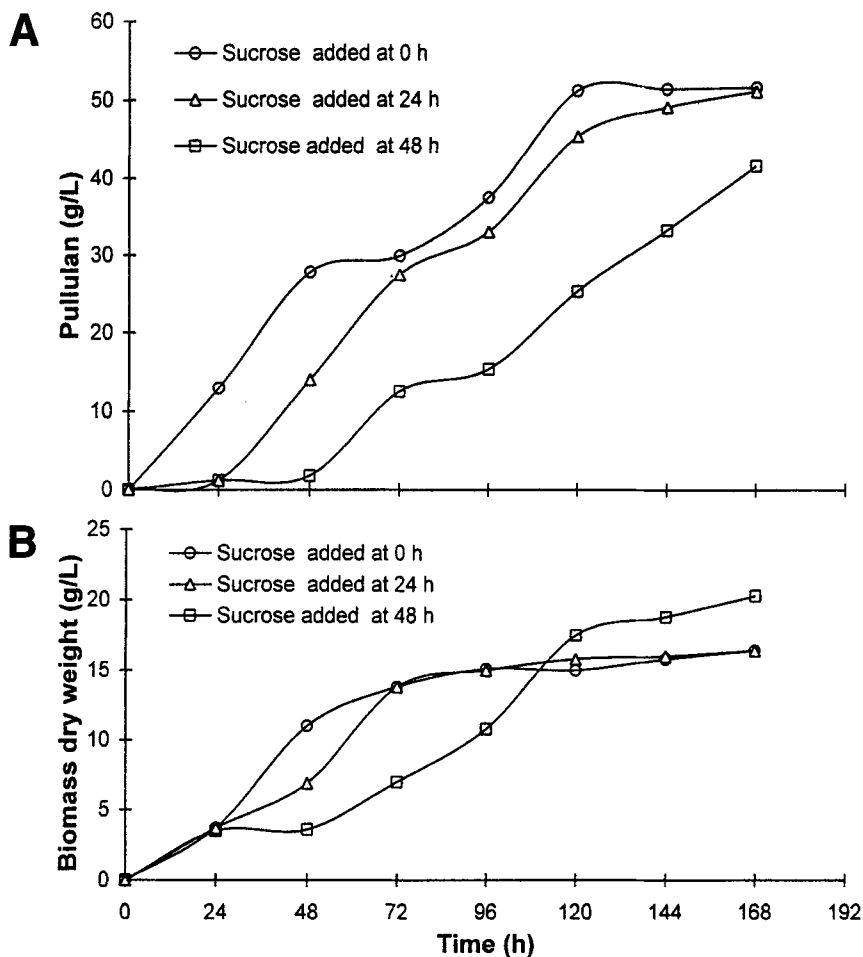 A
60
50
40
30
20
10
0
Pullulan (g/L)
Sucrose added at 0 h
Sucrose added at 24 h
Sucrose added at 48 h
B
25
20
15
10
5
0
Biomass dry weight (g/L)
Sucrose added at 0 h
Sucrose added at 24 h
Sucrose added at 48 h
0 24 48 72 96 120 144 168 192
Time (h)